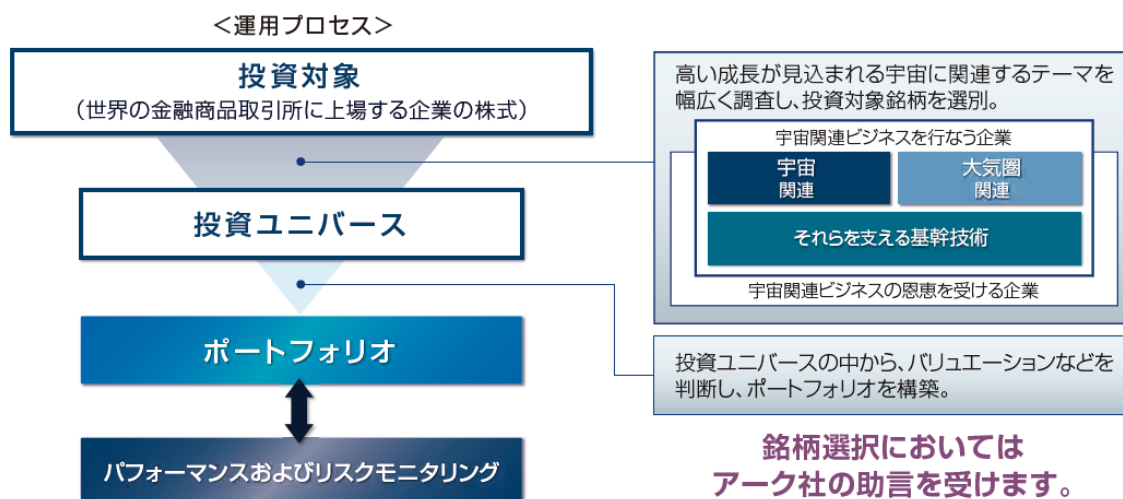 ＜運用プロセス＞
投資対象
（世界の金融商品取引所に上場する企業の株式）
投資ユニバース
ポートフォリオ
パフォーマンスおよびリスクモニタリング
高い成長が見込まれる宇宙に関連するテーマを
幅広く調査し、投資対象銘柄を選別。
宇宙関連ビジネスを行なう企業
宇宙
関連
大気圏
関連
それらを支える基幹技術
宇宙関連ビジネスの恩恵を受ける企業
投資ユニバースの中から、バリュエーションなどを
判断し、ポートフォリオを構築。
銘柄選択においては
アーク社の助言を受けます。